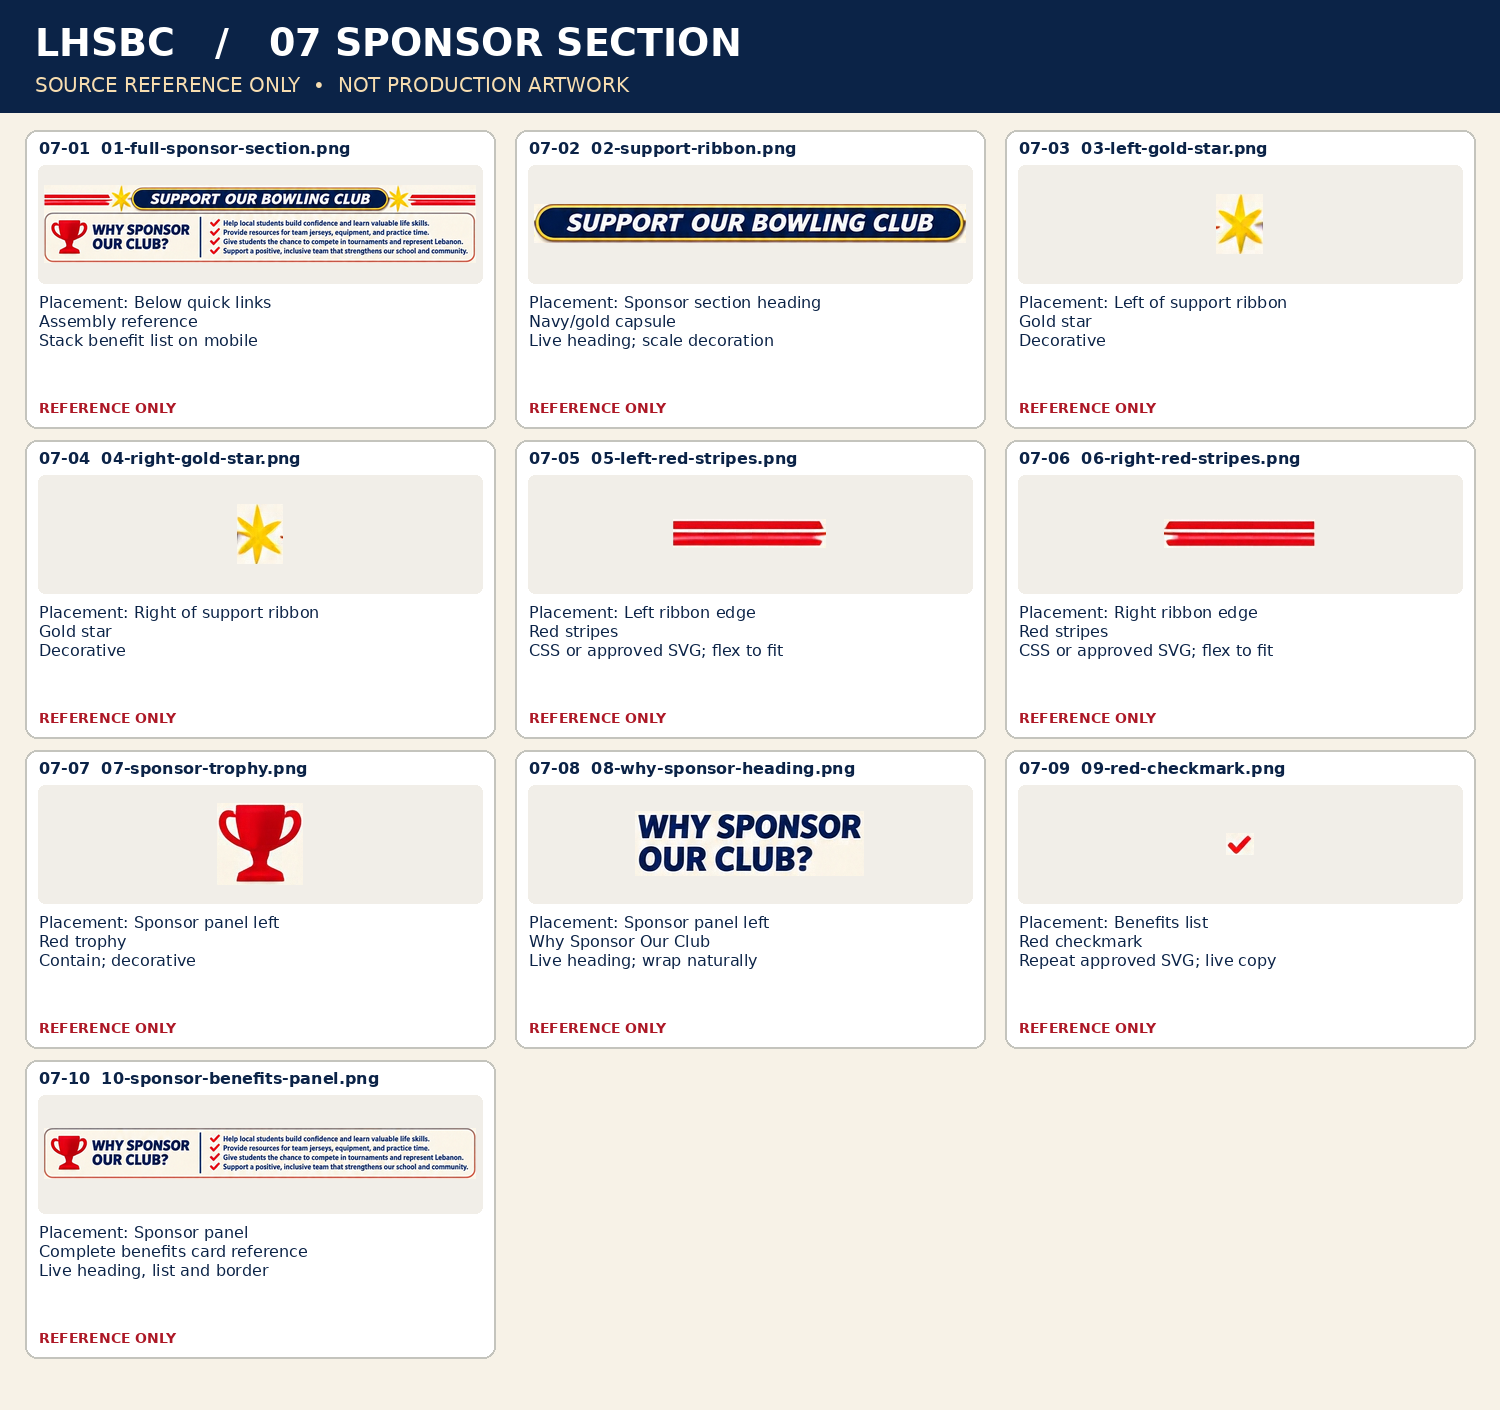 LHSBC / 07 SPONSOR SECTION
SOURCE REFERENCE ONLY • NOT PRODUCTION ARTWORK
07-01 01-full-sponsor-section.png
SUPPORT OUR BOWLING CLUB
WHY SPONSOR
OUR CLUB?
Help local students build confidence and learn valuable life skills.
Provide resources for team jerseys, equipment, and practice time.
Give students the chance to compete in tournaments and represent Lebanon.
Support a positive, inclusive team that strengthens our school and community.
Placement: Below quick links
Assembly reference
Stack benefit list on mobile
REFERENCE ONLY
07-02 02-support-ribbon.png
SUPPORT OUR BOWLING CLUB
Placement: Sponsor section heading
Navy/gold capsule
Live heading; scale decoration
REFERENCE ONLY
07-03 03-left-gold-star.png
Placement: Left of support ribbon
Gold star
Decorative
REFERENCE ONLY
07-04 04-right-gold-star.png
Placement: Right of support ribbon
Gold star
Decorative
REFERENCE ONLY
07-05 05-left-red-stripes.png
Placement: Left ribbon edge
Red stripes
CSS or approved SVG; flex to fit
REFERENCE ONLY
07-06 06-right-red-stripes.png
Placement: Right ribbon edge
Red stripes
CSS or approved SVG; flex to fit
REFERENCE ONLY
07-07 07-sponsor-trophy.png
Placement: Sponsor panel left
Red trophy
Contain; decorative
REFERENCE ONLY
07-08 08-why-sponsor-heading.png
WHY SPONSOR
OUR CLUB?
Placement: Sponsor panel left
Why Sponsor Our Club
Live heading; wrap naturally
REFERENCE ONLY
07-09 09-red-checkmark.png
Placement: Benefits list
Red checkmark
Repeat approved SVG; live copy
REFERENCE ONLY
07-10 10-sponsor-benefits-panel.png
WHY SPONSOR
OUR CLUB?
Help local students build confidence and learn valuable life skills.
Provide resources for team jerseys, equipment, and practice time.
Give students the chance to compete in tournaments and represent Lebanon.
Support a positive, inclusive team that strengthens our school and community.
Placement: Sponsor panel
Complete benefits card reference
Live heading, list and border
REFERENCE ONLY